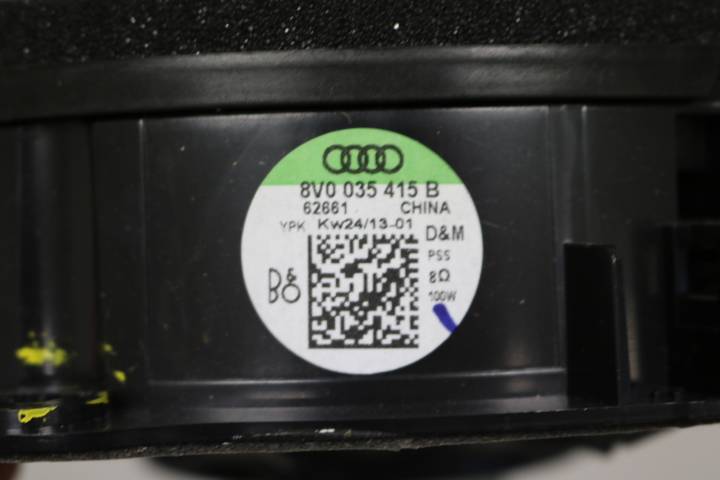 8V0 035 415 B
62661 CHINA
YPK Kw24/13-01
D&M
PSS
B&O
8Ω
100W